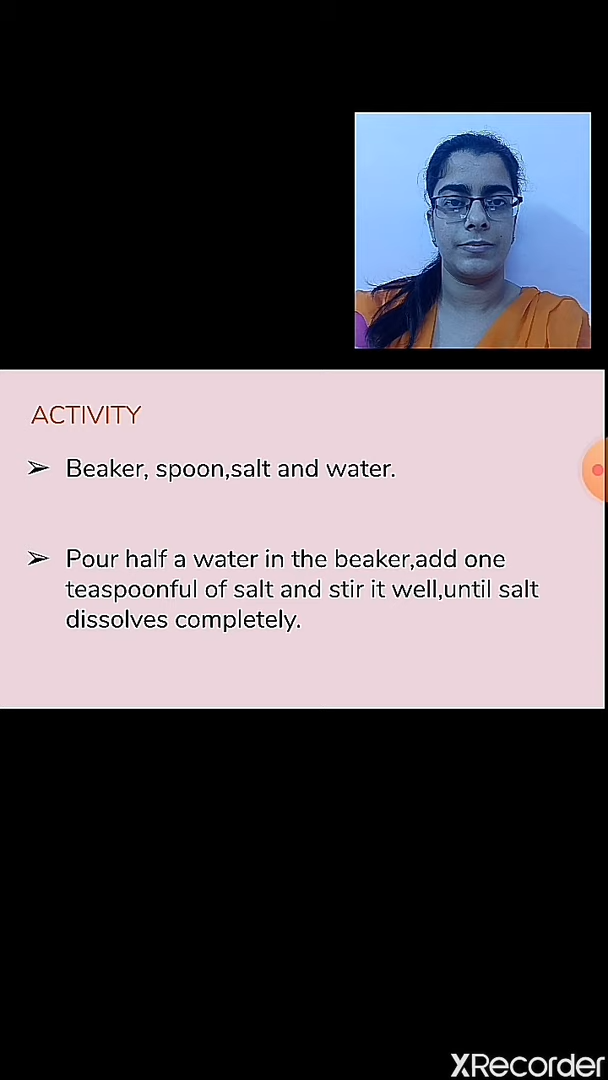 ACTIVITY
➢ Beaker, spoon,salt and water.
➢ Pour half a water in the beaker,add one
teaspoonful of salt and stir it well,until salt
dissolves completely.
XRecorder